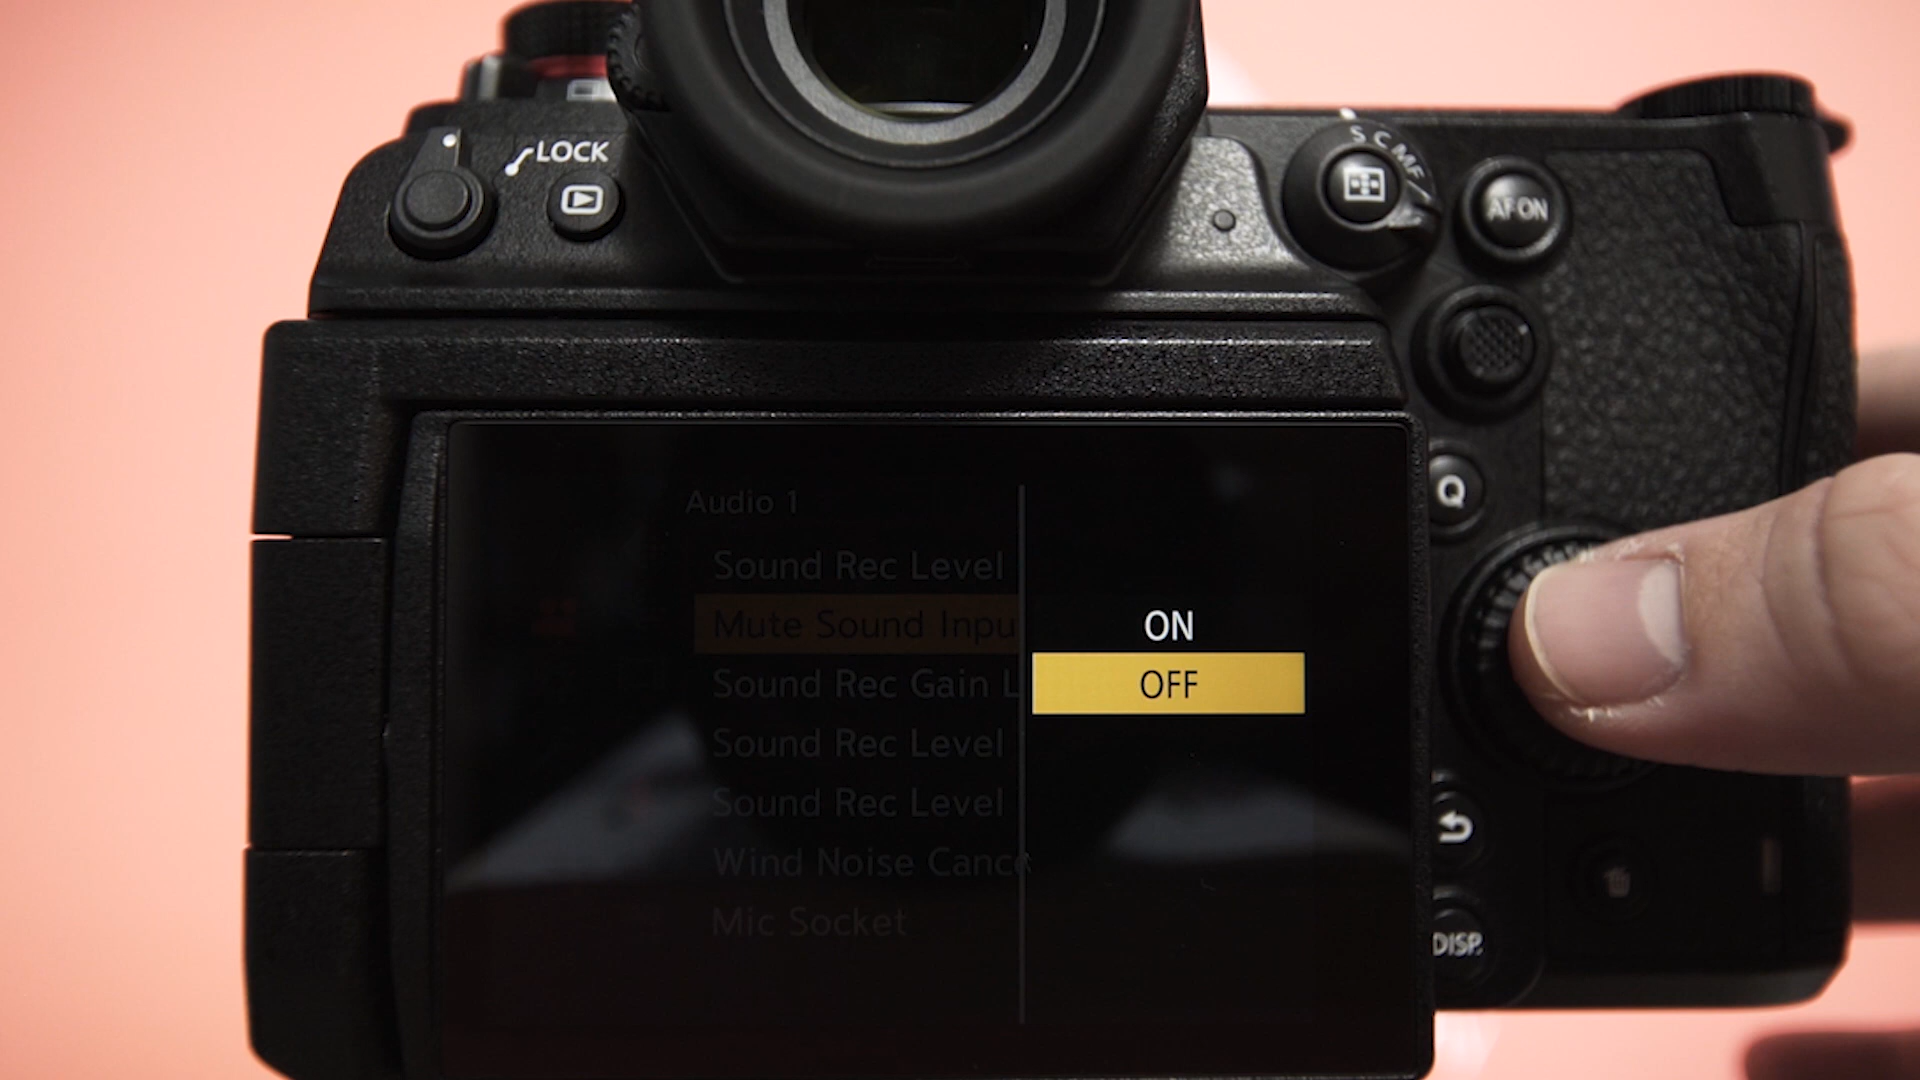 LOCK
S C MF
AF ON
Q
Audio 1
Sound Rec Level
Mute Sound Inpu
ON
Sound Rec Gain L
OFF
Sound Rec Level
Sound Rec Level
Wind Noise Cance
Mic Socket
DISP.